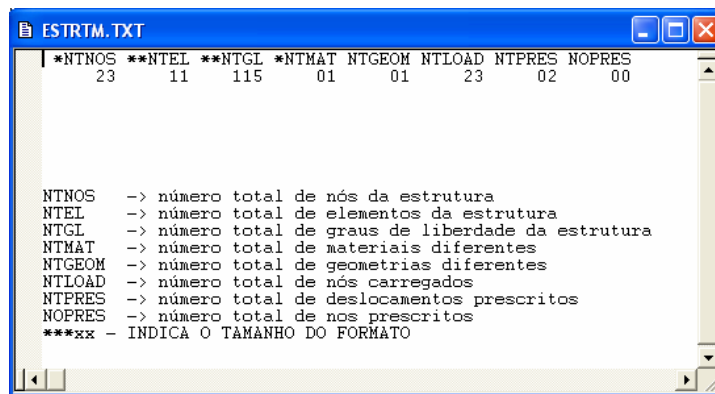 ESTRTM.TXT
*NTNOS **NTEL **NTGL *NTMAT NTGEOM NTLOAD NTPRES NOPRES
23 11 115 01 01 23 02 00
NTNOS -> número total de nós da estrutura
NTEL -> número total de elementos da estrutura
NTGL -> número total de graus de liberdade da estrutura
NTMAT -> número total de materiais diferentes
NTGEOM -> número total de geometrias diferentes
NTLOAD -> número total de nós carregados
NTPRES -> número total de deslocamentos prescritos
NOPRES -> número total de nos prescritos
***xx - INDICA O TAMANHO DO FORMATO